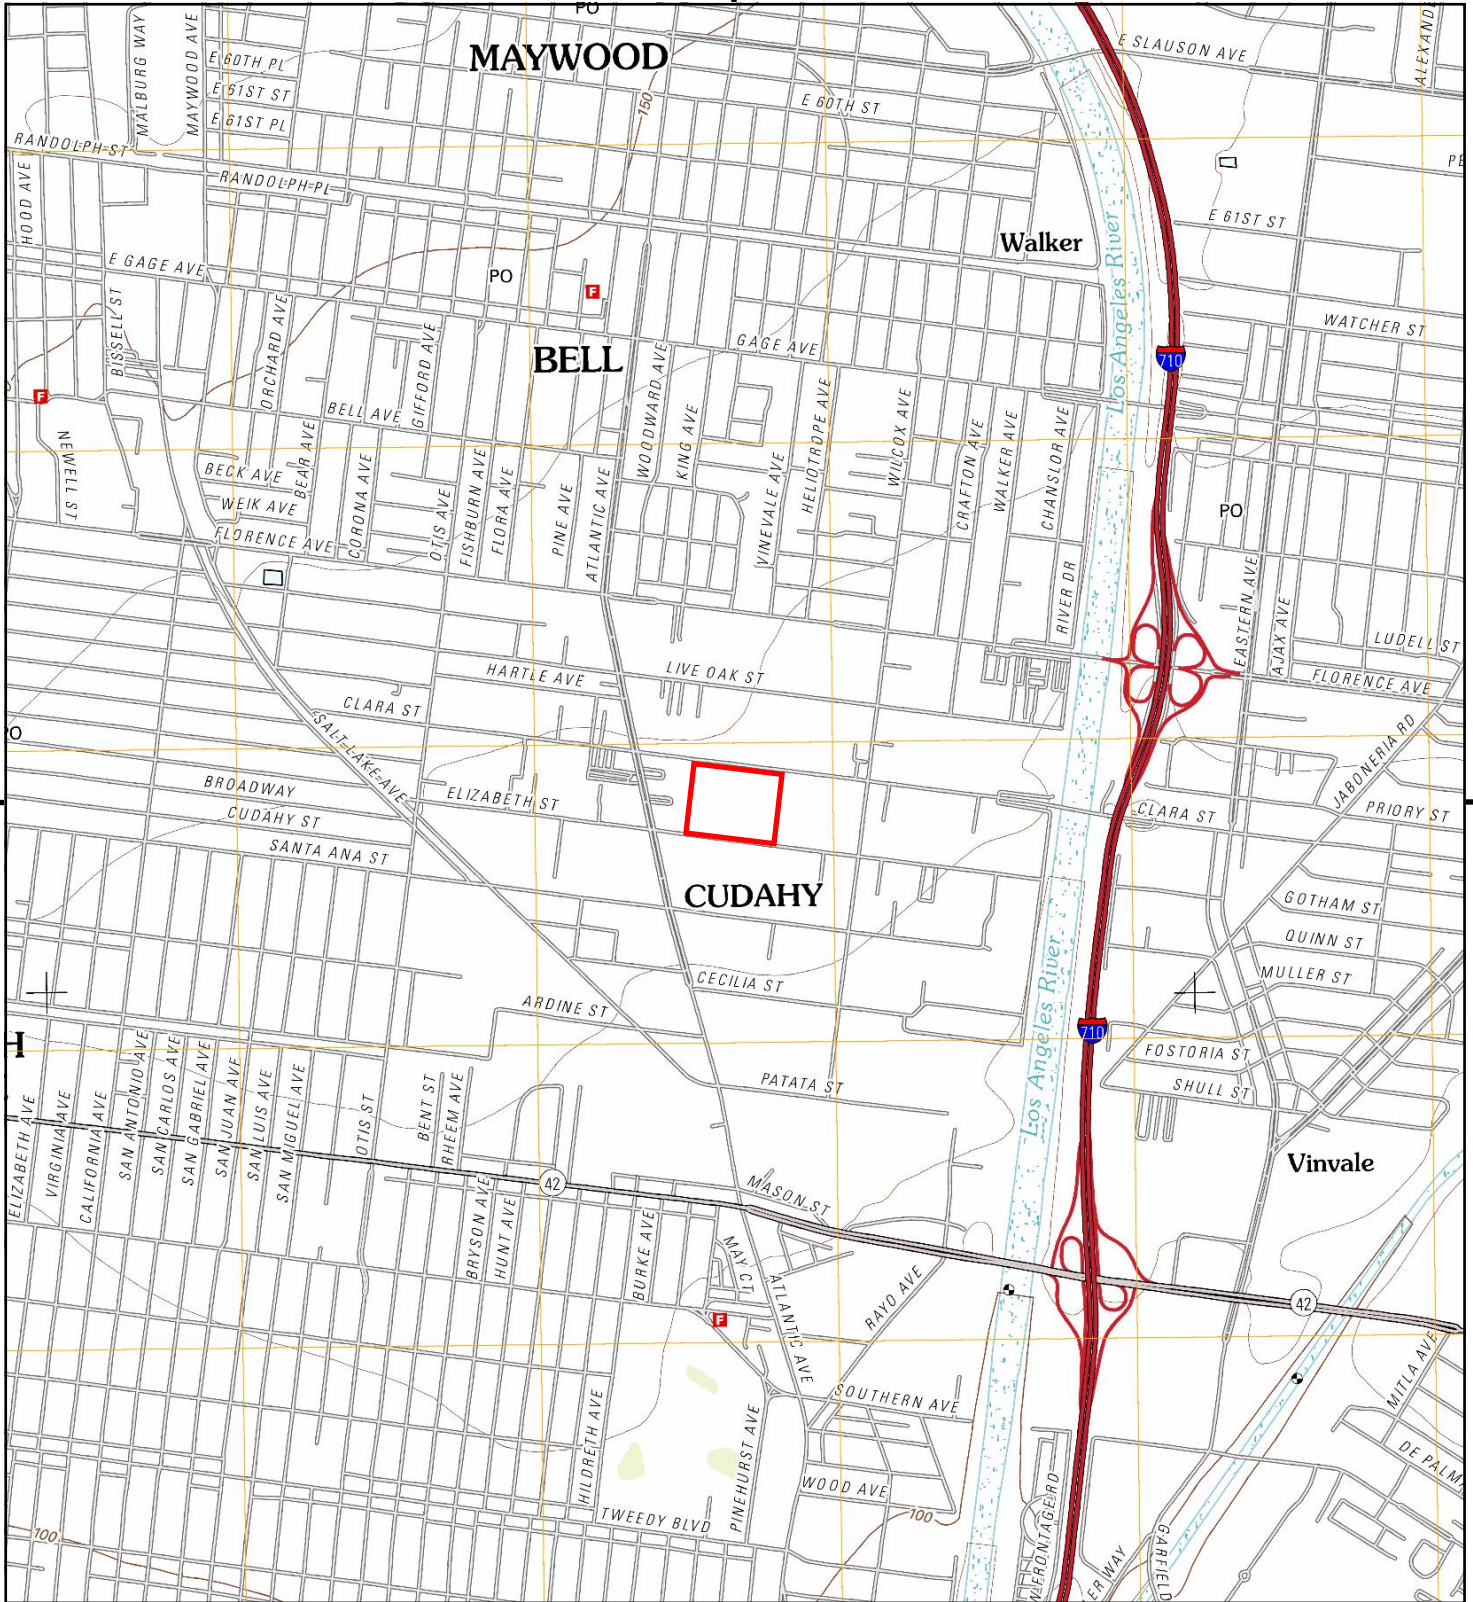 PO
MAYWOOD
E SLAUSON AVE
MALBURG WAY
MAYWOOD AVE
E 60TH PL
E 61ST ST
E 61ST PL
150
E 60TH ST
RANDOLPH ST
RANDOLPH PL
HOOD AVE
E GAGE AVE
PO
F
Walker
E 61ST ST
Los Angeles River
WATCHER ST
710
BISSELL ST
ORCHARD AVE
GIFFORD AVE
BELL
GAGE AVE
F
BELL AVE
WOODWARD AVE
KING AVE
HELIOTROPE AVE
WILCOX AVE
CRAFTON AVE
WALKER AVE
CHANSLOR AVE
NEWELL ST
BECK AVE
BEAR AVE
WEIK AVE
FLORENCE AVE
CORONA AVE
OTIS AVE
FISHBURN AVE
FLORA AVE
PINE AVE
ATLANTIC AVE
VINEVALE AVE
RIVER DR
PO
EASTERN AVE
AJAX AVE
LUDELL ST
FLORENCE AVE
HARTLE AVE
LIVE OAK ST
CLARA ST
SALT LAKE AVE
BROADWAY
CUDAHY ST
SANTA ANA ST
ELIZABETH ST
JABONERIA RD
CLARA ST
PRIORY ST
CUDAHY
GOTHAM ST
QUINN ST
MULLER ST
CECILIA ST
ARDINE ST
Los Angeles River
710
FOSTORIA ST
SHULL ST
PATATA ST
H
ELIZABETH AVE
VIRGINIA AVE
CALIFORNIA AVE
SAN ANTONIO AVE
SAN CARLOS AVE
SAN GABRIEL AVE
SAN JUAN AVE
SAN LUIS AVE
SAN MIGUEL AVE
OTIS ST
BENT ST
RHEEM AVE
42
MASON ST
Vinvale
BRYSON AVE
HUNT AVE
BURKE AVE
MAY CT
ATLANTIC AVE
RAYO AVE
42
F
SOUTHERN AVE
MITLA AVE
HILDRETH AVE
PINEHURST AVE
WOOD AVE
TWEEDY BLVD
100
100
FRONTAGE RD
ER WAY
GARFIELD
DE PALMA